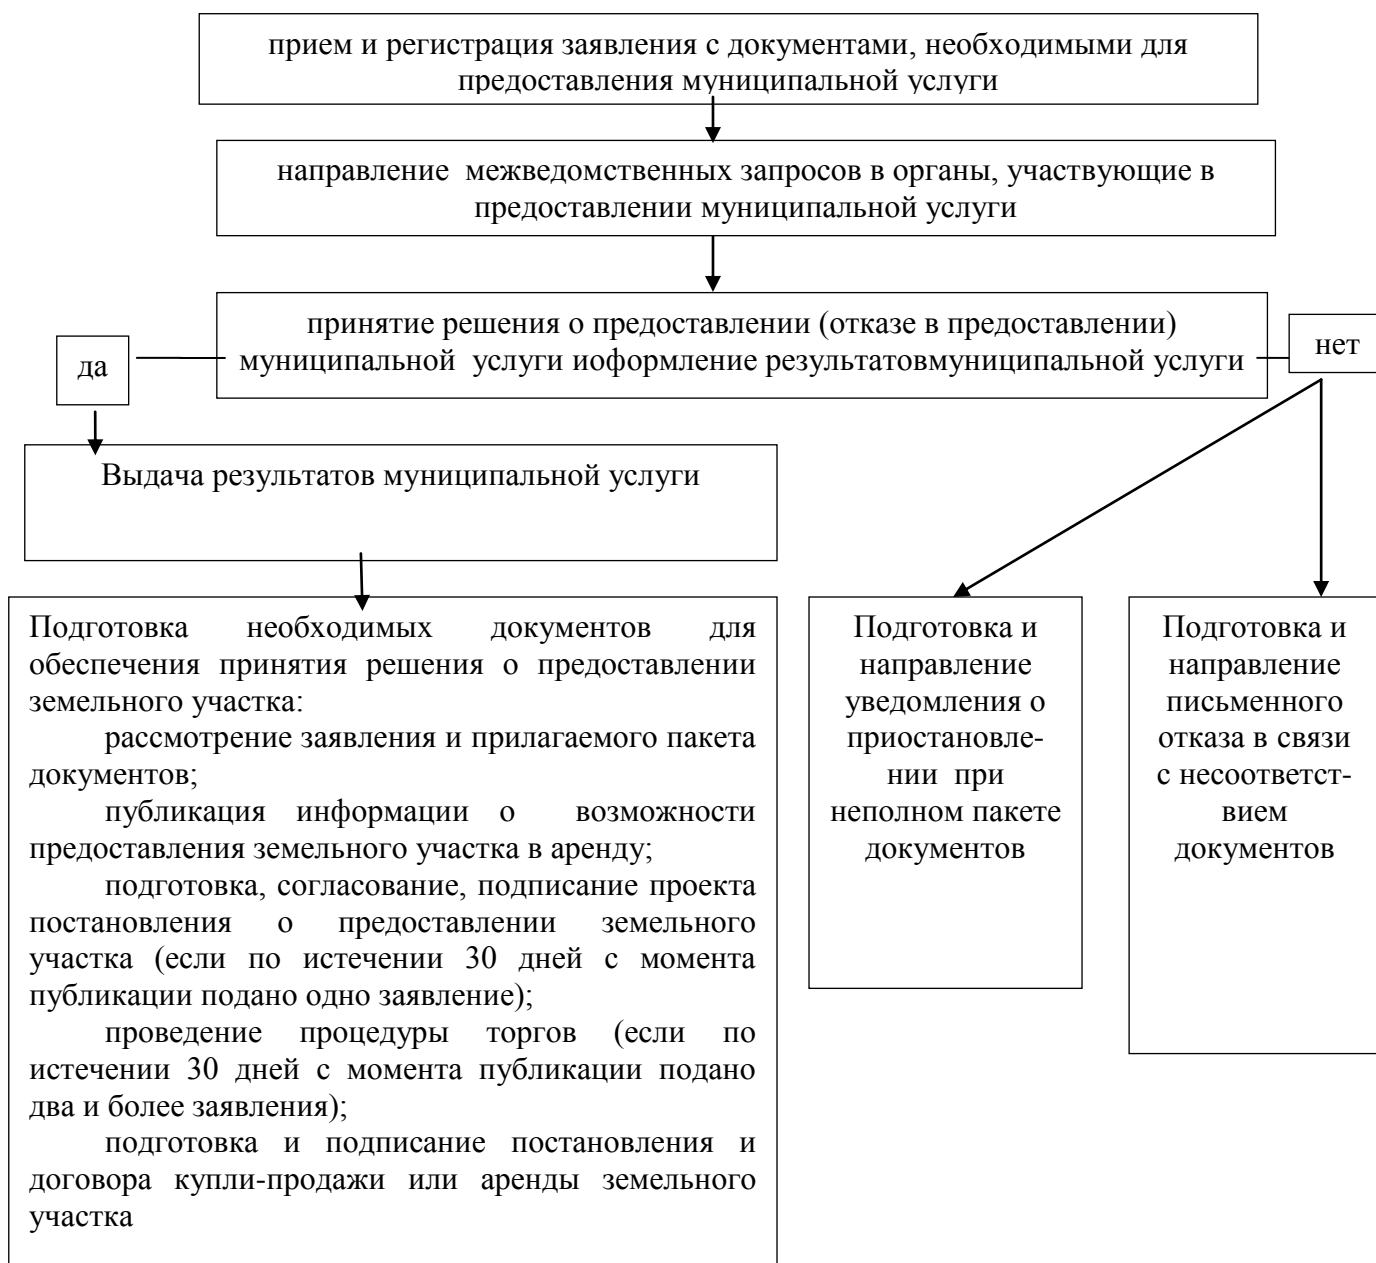 прием и регистрация заявления с документами, необходимыми для
предоставления муниципальной услуги
направление межведомственных запросов в органы, участвующие в
предоставлении муниципальной услуги
принятие решения о предоставлении (отказе в предоставлении)
муниципальной услуги иоформление результатовмуниципальной услуги
да
нет
Выдача результатов муниципальной услуги
Подготовка необходимых документов для
обеспечения принятия решения о предоставлении
земельного участка:
рассмотрение заявления и прилагаемого пакета
документов;
публикация информации о возможности
предоставления земельного участка в аренду;
подготовка, согласование, подписание проекта
постановления о предоставлении земельного
участка (если по истечении 30 дней с момента
публикации подано одно заявление);
проведение процедуры торгов (если по
истечении 30 дней с момента публикации подано
два и более заявления);
подготовка и подписание постановления и
договора купли-продажи или аренды земельного
участка
Подготовка и
направление
уведомления о
приостановле-
нии при
неполном пакете
документов
Подготовка и
направление
письменного
отказа в связи
с несоответст-
вием
документов